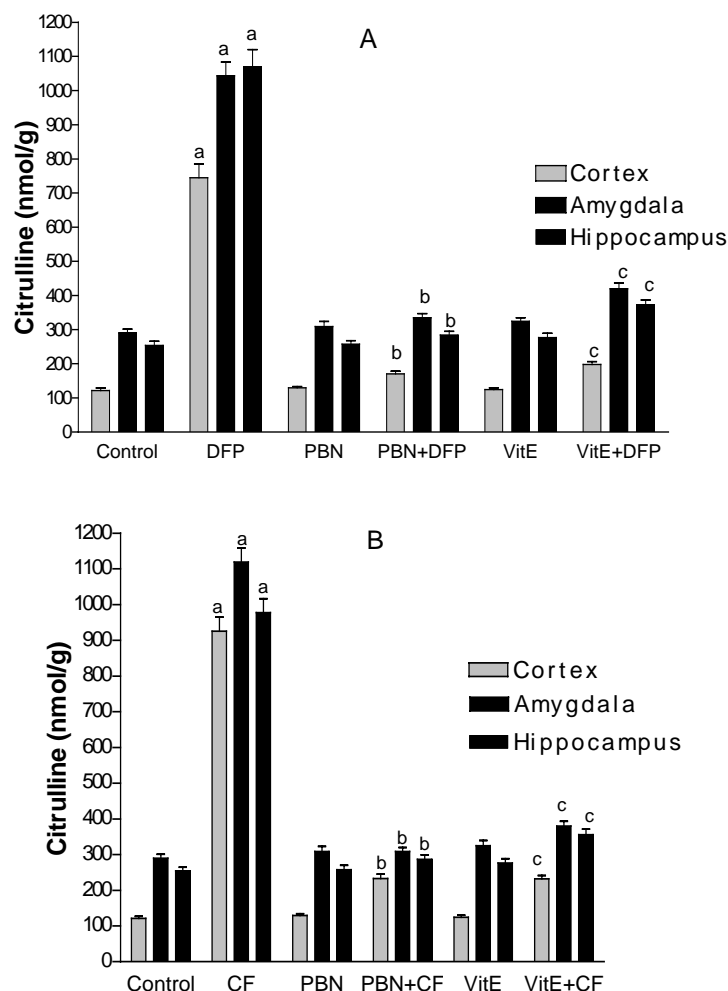 A
1200
1100
1000
900
800
700
600
500
400
300
200
100
0
Citrulline (nmol/g)
a
a
a
b
b
b
c
c
c
Cortex
Amygdala
Hippocampus
Control DFP PBN PBN+DFP VitE VitE+DFP
B
1200
1100
1000
900
800
700
600
500
400
300
200
100
0
Citrulline (nmol/g)
a
a
a
b
b
b
c
c
c
Cortex
Amygdala
Hippocampus
Control CF PBN PBN+CF VitE VitE+CF